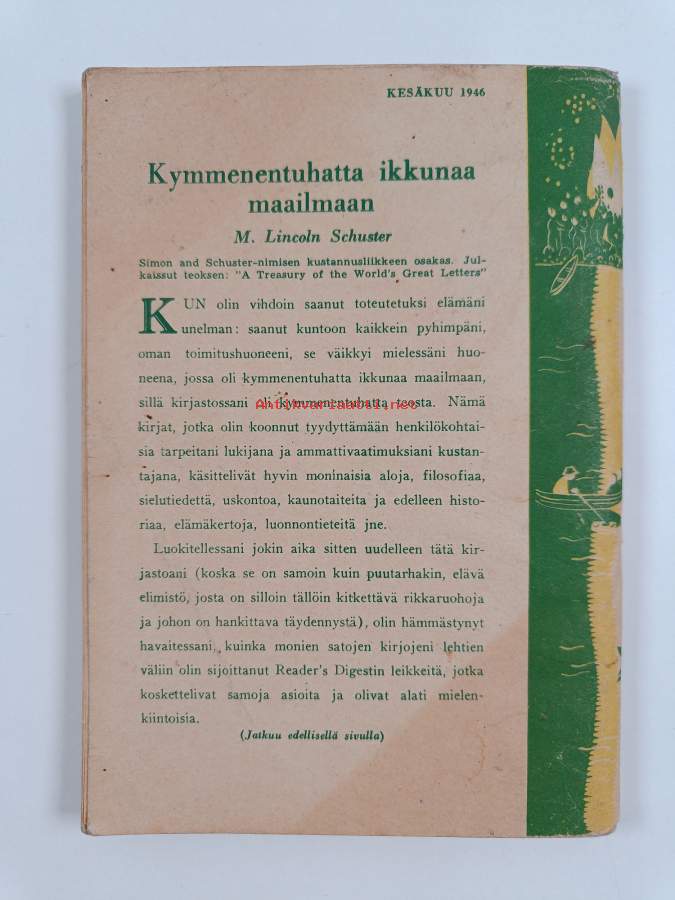 KESÄKUU 1946
Kymmenentuhatta ikkunaa
maailmaan
M. Lincoln Schuster
Simon and Schuster-nimisen kustannusliikkeen osakas. Jul-
kaissut teoksen: "A Treasury of the World's Great Letters"
KUN olin vihdoin saanut toteutetuksi elämäni
unelman: saanut kuntoon kaikkein pyhimpäni,
oman toimitushuoneeni, se väikkyi mielessäni huo-
neena, jossa oli kymmenentuhatta ikkunaa maailmaan,
sillä kirjastossani oli kymmenentuhatta teosta. Nämä
Antikvariaatti.net
kirjat, jotka olin koonnut tyydyttämään henkilökohtai-
sia tarpeitani lukijana ja ammattivaatimuksiani kustan-
tajana, käsittelivät hyvin moninaisia aloja, filosofiaa,
sielutiedettä, uskontoa, kaunotaiteita ja edelleen histo-
riaa, elämäkertoja, luonnontieteitä jne.
Luokitellessani jokin aika sitten uudelleen tätä kir-
jastoani (koska se on samoin kuin puutarhakin, elävä
elimistö, josta on silloin tällöin kitkettävä rikkaruohoja
ja johon on hankittava täydennystä), olin hämmästynyt
havaitessani, kuinka monien satojen kirjojeni lehtien
väliin olin sijoittanut Reader's Digestin leikkeitä, jotka
koskettelivat samoja asioita ja olivat alati mielen-
kiintoisia.
(Jatkuu edellisellä sivulla)